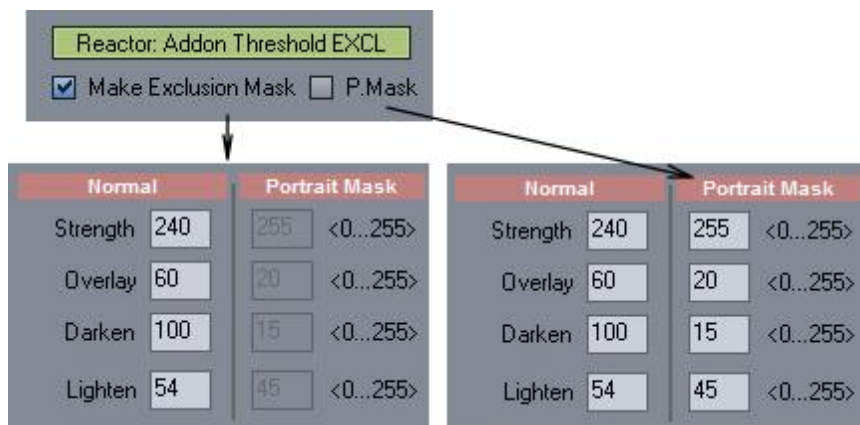 Reactor: Addon Threshold EXCL
Make Exclusion Mask P.Mask
Normal Portrait Mask
Strength 240 255 <0...255>
Overlay 60 20 <0...255>
Darken 100 15 <0...255>
Lighten 54 45 <0...255>
Normal Portrait Mask
Strength 240 255 <0...255>
Overlay 60 20 <0...255>
Darken 100 15 <0...255>
Lighten 54 45 <0...255>